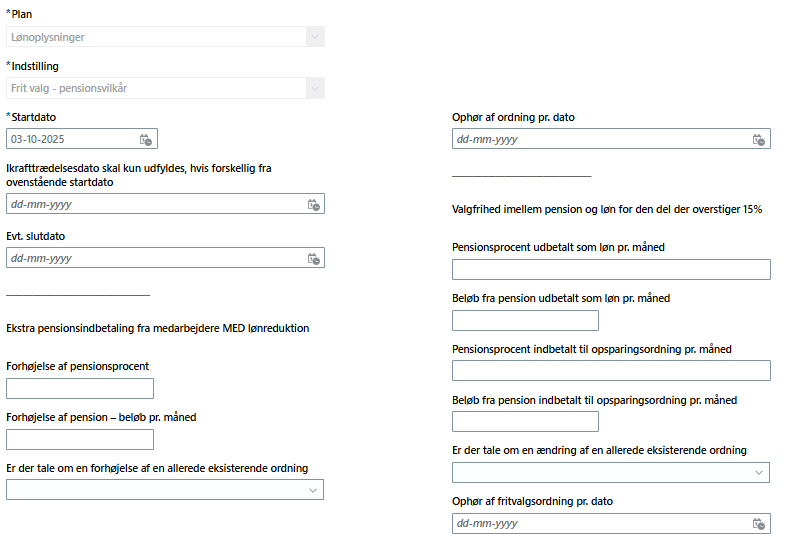 *Plan
Lønoplysninger
*Indstilling
Frit valg - pensionsvilkår
*Startdato
03-10-2025
Ikrafttrædelsesdato skal kun udfyldes, hvis forskellig fra
ovenstående startdato
dd-mm-yyyy
Evt. slutdato
dd-mm-yyyy
Ekstra pensionsindbetaling fra medarbejdere MED lønreduktion
Forhøjelse af pensionsprocent
Forhøjelse af pension – beløb pr. måned
Er der tale om en forhøjelse af en allerede eksisterende ordning
Ophør af ordning pr. dato
dd-mm-yyyy
Valgfrihed imellem pension og løn for den del der overstiger 15%
Pensionsprocent udbetalt som løn pr. måned
Beløb fra pension udbetalt som løn pr. måned
Pensionsprocent indbetalt til opsparingsordning pr. måned
Beløb fra pension indbetalt til opsparingsordning pr. måned
Er der tale om en ændring af en allerede eksisterende ordning
Ophør af fritvalgsordning pr. dato
dd-mm-yyyy